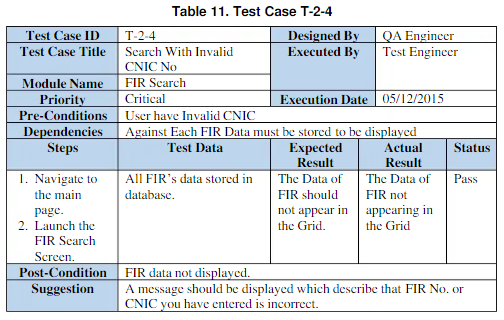 Table 11. Test Case T-2-4
Test Case ID T-2-4 Designed By QA Engineer
Test Case Title Search With Invalid CNIC No Executed By Test Engineer
Module Name FIR Search
Priority Critical Execution Date 05/12/2015
Pre-Conditions User have Invalid CNIC
Dependencies Against Each FIR Data must be stored to be displayed
Steps Test Data Expected Result Actual Result Status
1. Navigate to the main page.
2. Launch the FIR Search Screen.
All FIR's data stored in database.
The Data of FIR should not appear in the Grid.
The Data of FIR not appearing in the Grid
Pass
Post-Condition FIR data not displayed.
Suggestion A message should be displayed which describe that FIR No. or
CNIC you have entered is incorrect.